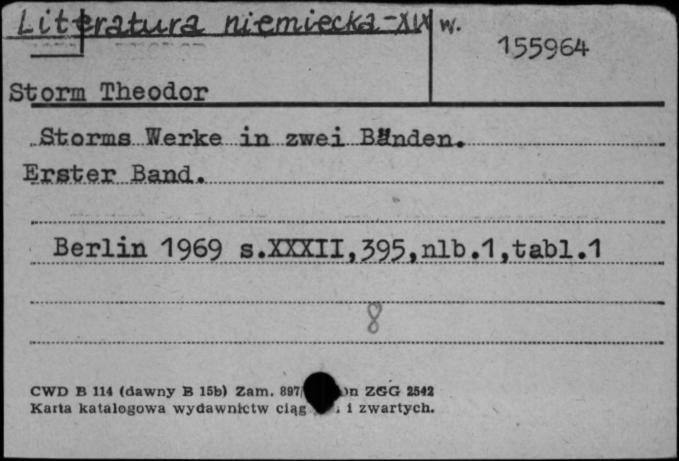 Literatura niemiecka-XIX w.
155964
Storm Theodor
Storms Werke in zwei Bänden.
Erster Band.
Berlin 1969 s.XXXII,395,nlb.1,tabl.1
8
CWD B 114 (dawny B 15b) Zam. 897/ ZGG 2542
Karta katalogowa wydawnictw ciąg i zwartych.